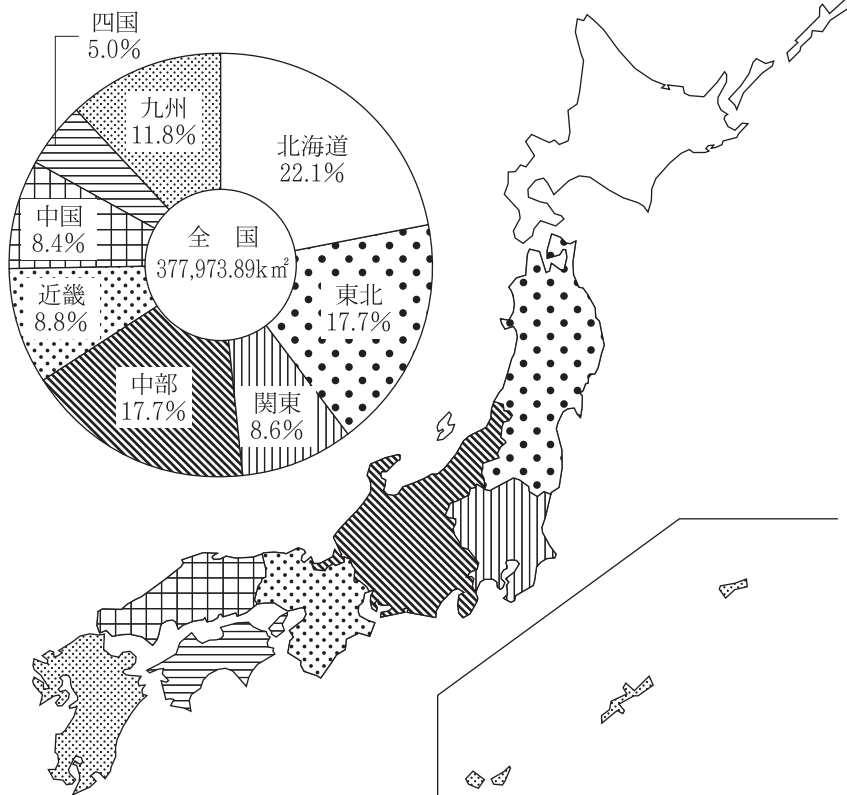 四国
5.0%
九州
11.8%
北海道
22.1%
中国
8.4%
全　国
377,973.89km²
東北
17.7%
近畿
8.8%
中部
17.7%
関東
8.6%